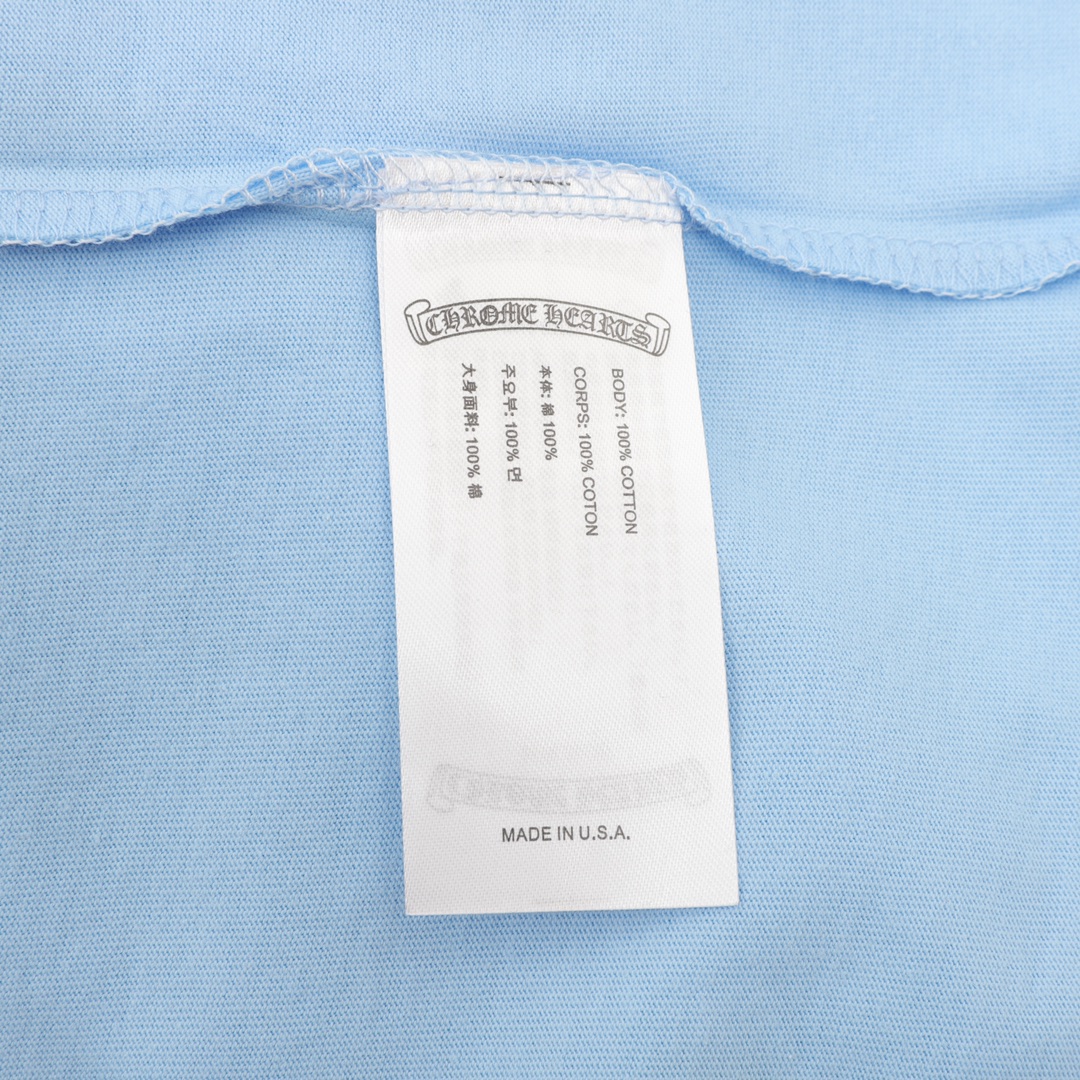 CHROME HEARTS
BODY: 100% COTTON
CORPS: 100% COTON
本体: 棉 100%
주요부: 100% 면
大身面料: 100% 棉
MADE IN U.S.A.